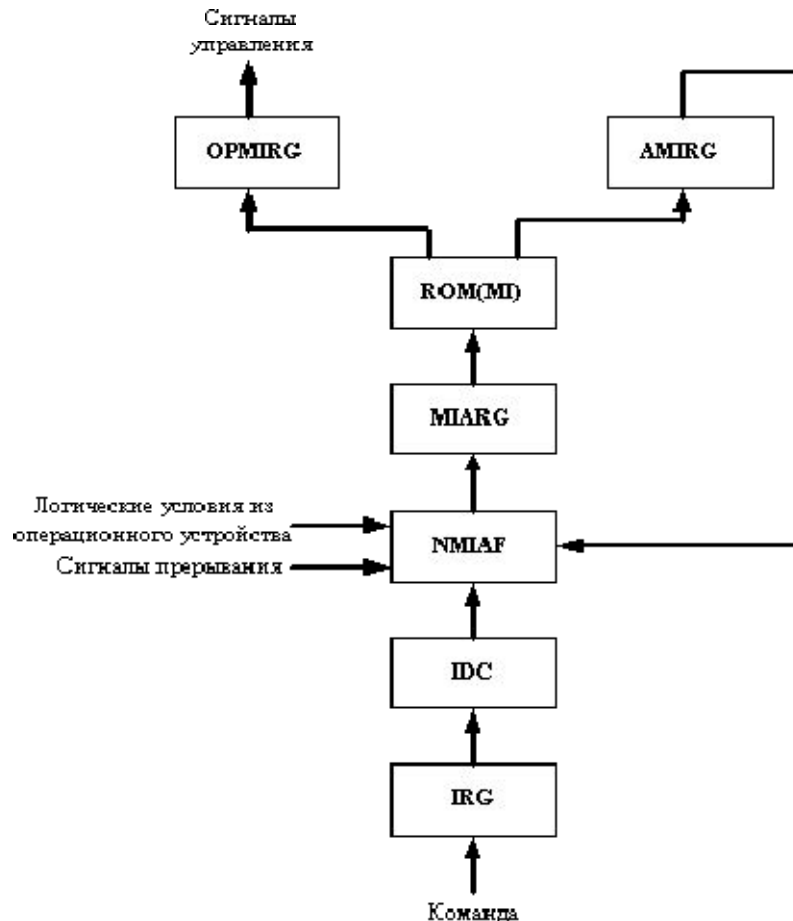 Сигналы
управления
OPMIRG
AMIRG
ROM(MI)
MIARG
Логические условия из
операционного устройства
NMIAF
Сигналы прерывания
IDC
IRG
Команда